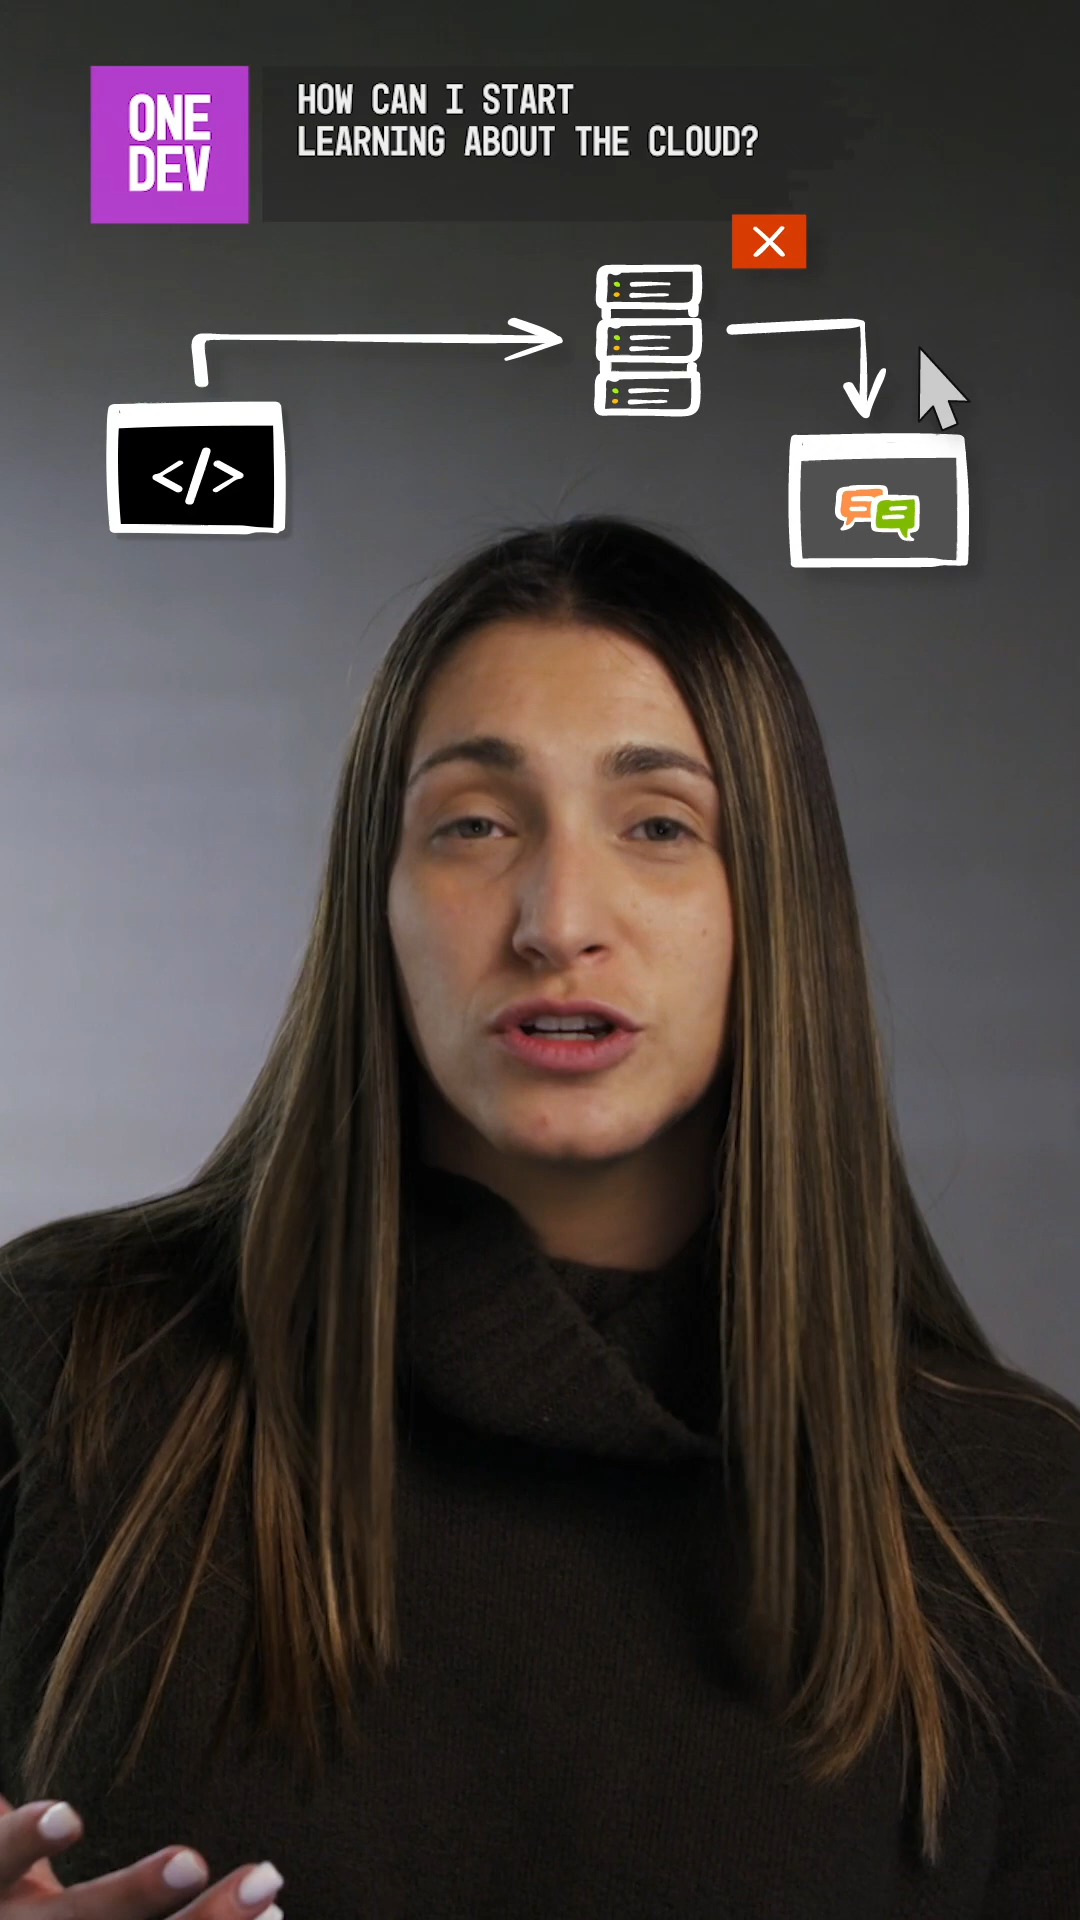 ONE
DEV
HOW CAN I START
LEARNING ABOUT THE CLOUD?
</>